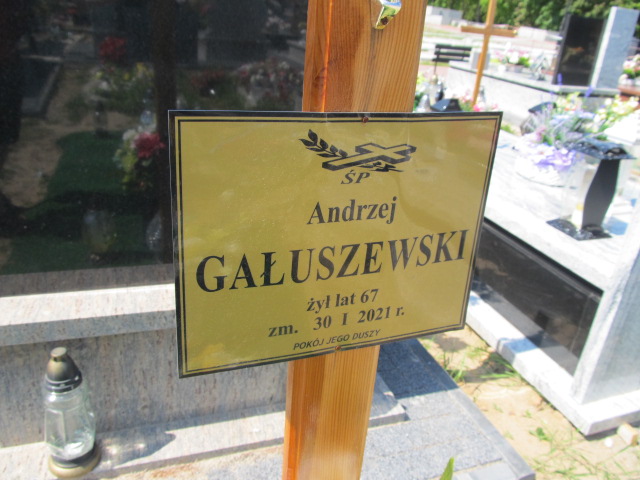 ŚP
Andrzej
GAŁUSZEWSKI
żył lat 67
zm. 30 I 2021 r.
POKÓJ JEGO DUSZY